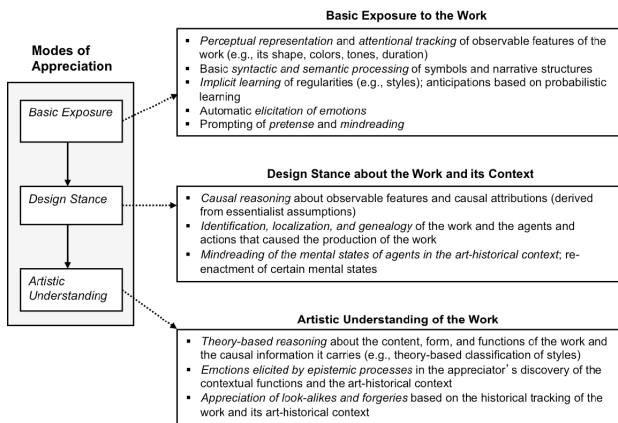 Modes of
Appreciation
Basic Exposure
Design Stance
Artistic
Understanding
Basic Exposure to the Work
▪ Perceptual representation and attentional tracking of observable features of the
work (e.g., its shape, colors, tones, duration)
▪ Basic syntactic and semantic processing of symbols and narrative structures
▪ Implicit learning of regularities (e.g., styles); anticipations based on probabilistic
learning
▪ Automatic elicitation of emotions
▪ Prompting of pretense and mindreading
Design Stance about the Work and its Context
▪ Causal reasoning about observable features and causal attributions (derived
from essentialist assumptions)
▪ Identification, localization, and genealogy of the work and the agents and
actions that caused the production of the work
▪ Mindreading of the mental states of agents in the art-historical context; re-
enactment of certain mental states
Artistic Understanding of the Work
▪ Theory-based reasoning about the content, form, and functions of the work and
the causal information it carries (e.g., theory-based classification of styles)
▪ Emotions elicited by epistemic processes in the appreciator's discovery of the
contextual functions and the art-historical context
▪ Appreciation of look-alikes and forgeries based on the historical tracking of the
work and its art-historical context